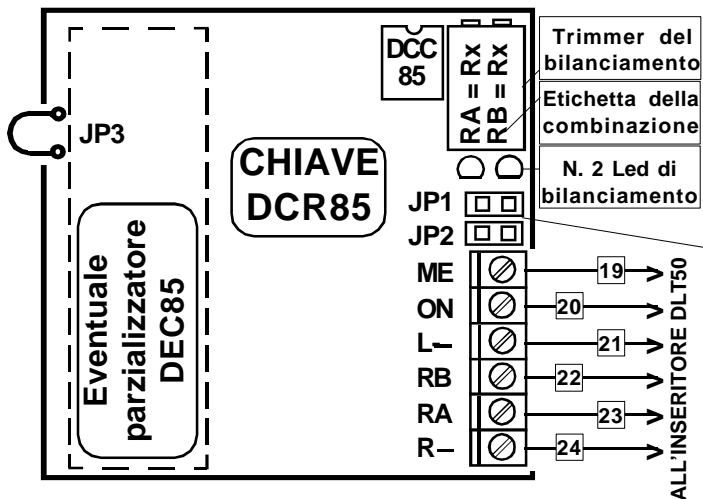 DCC
85
RA = Rx
RB = Rx
Trimmer del
bilanciamento
Etichetta della
combinazione
N. 2 Led di
bilanciamento
JP3
CHIAVE
DCR85
JP1
JP2
Eventuale
parzializzatore
DEC85
ME 19
ON 20
L– 21
RB 22
RA 23
R– 24
ALL'INSERITORE DLT50